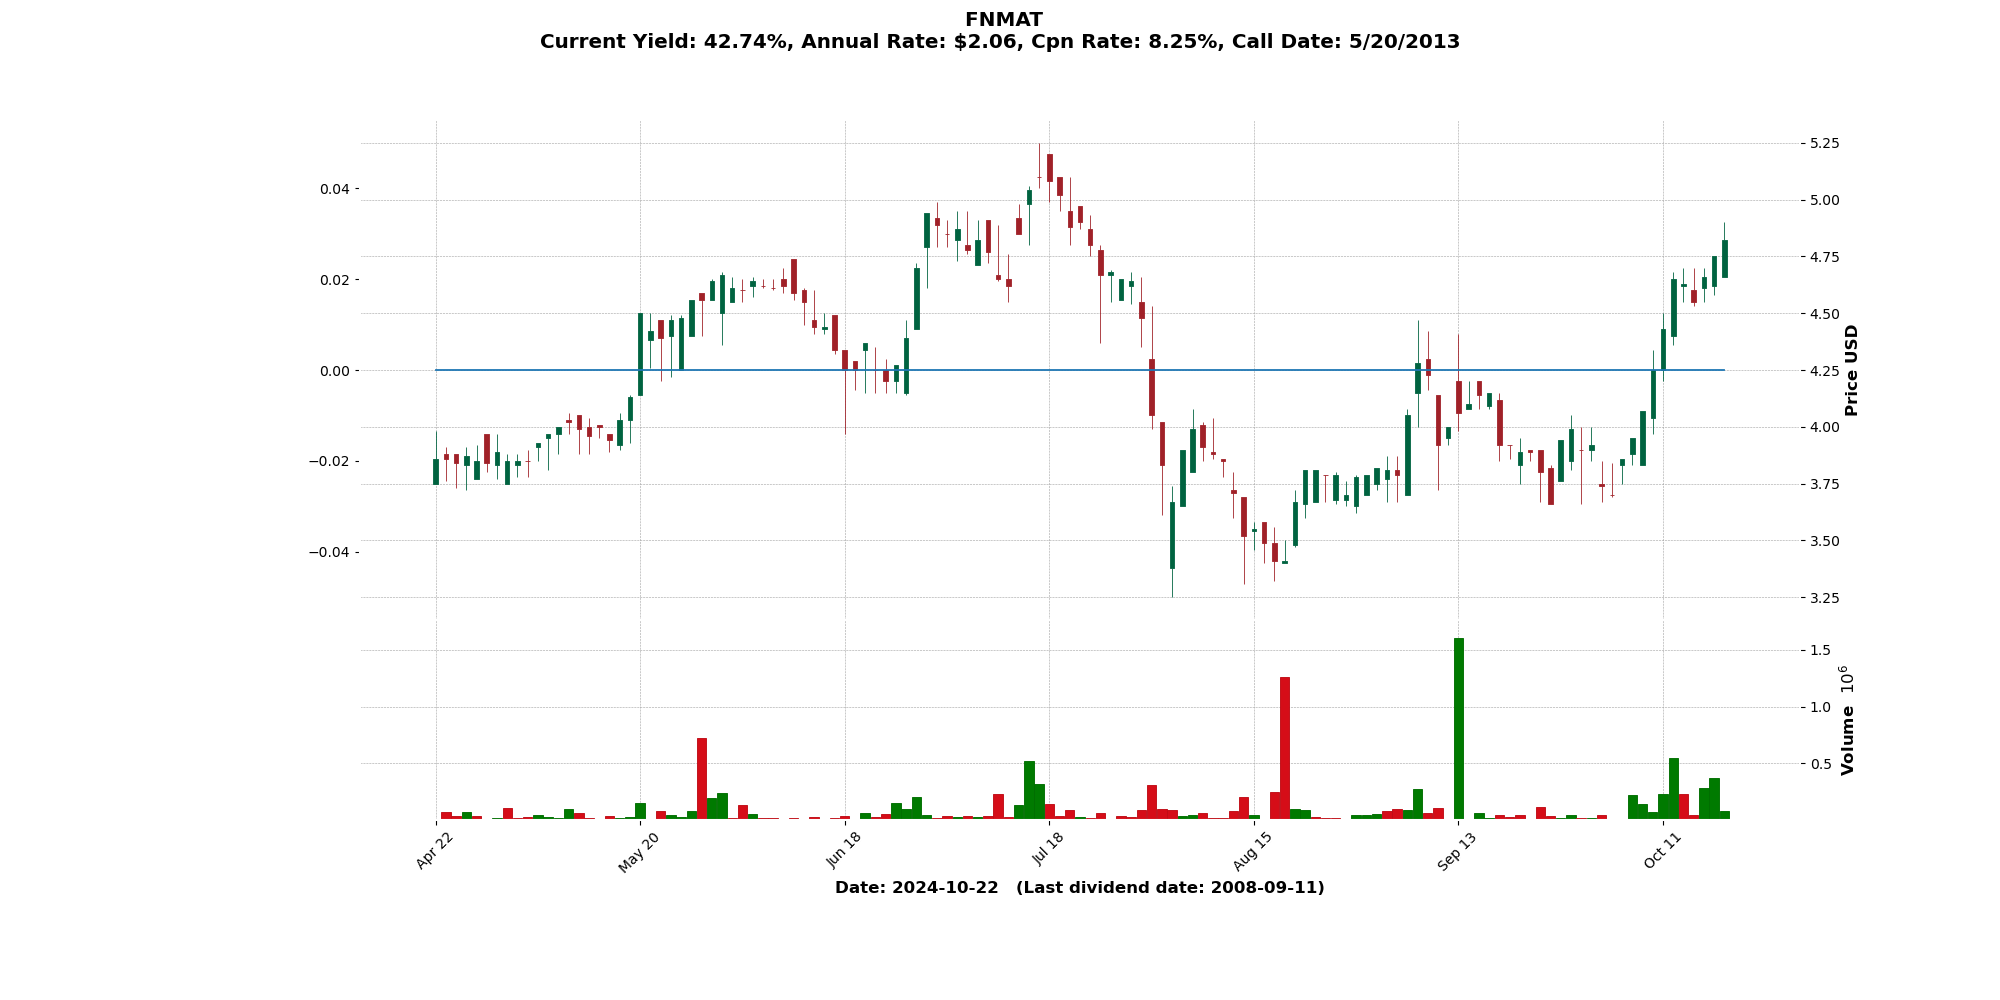 FNMAT
Current Yield: 42.74%, Annual Rate: $2.06, Cpn Rate: 8.25%, Call Date: 5/20/2013
0.04
0.02
0.00
−0.02
−0.04
5.25
5.00
4.75
4.50
4.25
4.00
3.75
3.50
3.25
Price USD
1.5
1.0
0.5
Volume 10^6
Apr 22
May 20
Jun 18
Jul 18
Aug 15
Sep 13
Oct 11
Date: 2024-10-22 (Last dividend date: 2008-09-11)